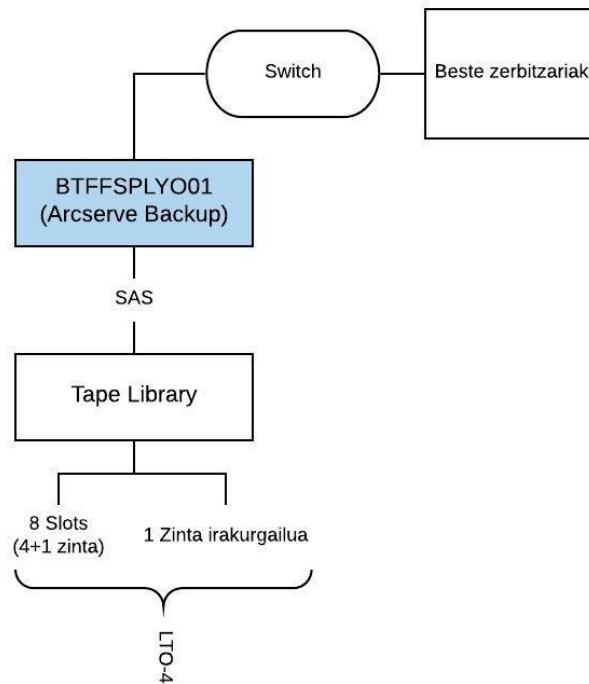 Switch
Beste zerbitzariak
BTFFSPLYO01
(Arcserve Backup)
SAS
Tape Library
8 Slots
(4+1 zinta)
1 Zinta irakurgailua
LTO-4